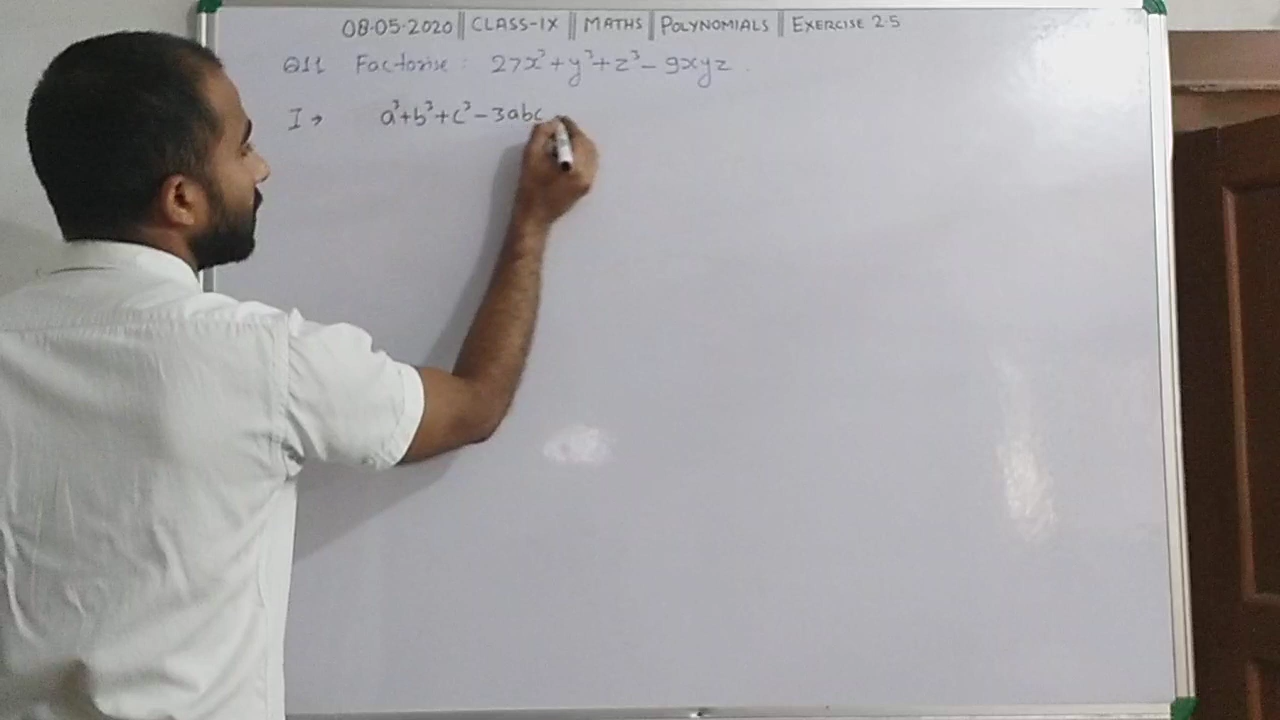 08.05.2020 || CLASS-IX || MATHS || POLYNOMIALS || EXERCISE 2.5
Q11 Factorise : 27x³+y³+z³-9xyz.
I → a³+b³+c³-3abc